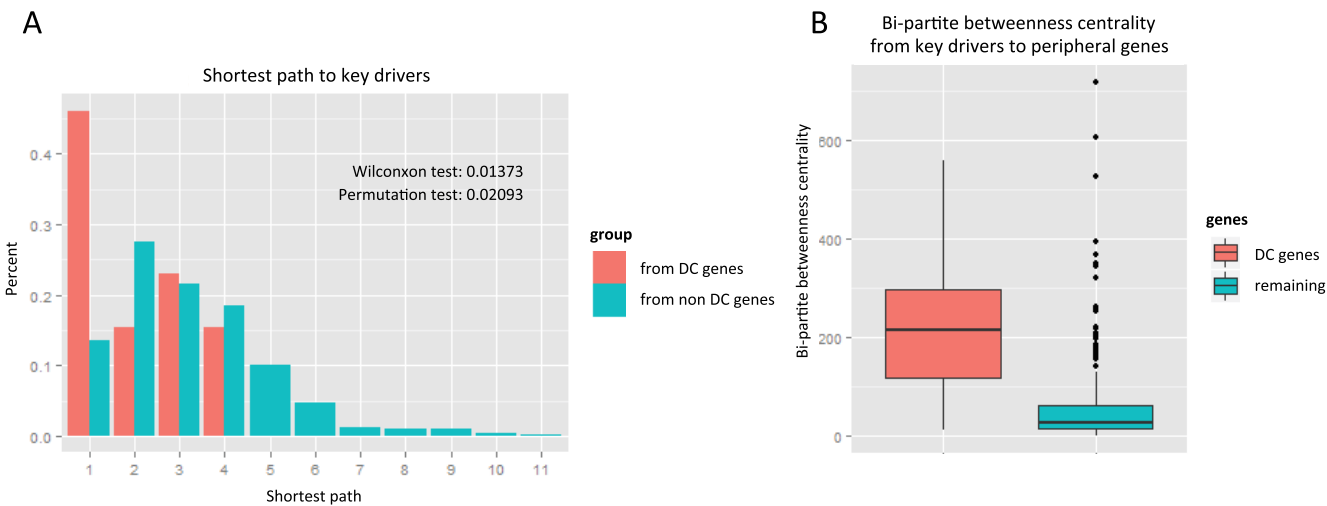 A
Shortest path to key drivers
Percent
0.4
0.3
0.2
0.1
0.0
Wilconxon test: 0.01373
Permutation test: 0.02093
1 2 3 4 5 6 7 8 9 10 11
Shortest path
group
from DC genes
from non DC genes
B
Bi-partite betweenness centrality
from key drivers to peripheral genes
Bi-partite betweenness centrality
600
400
200
0
genes
DC genes
remaining